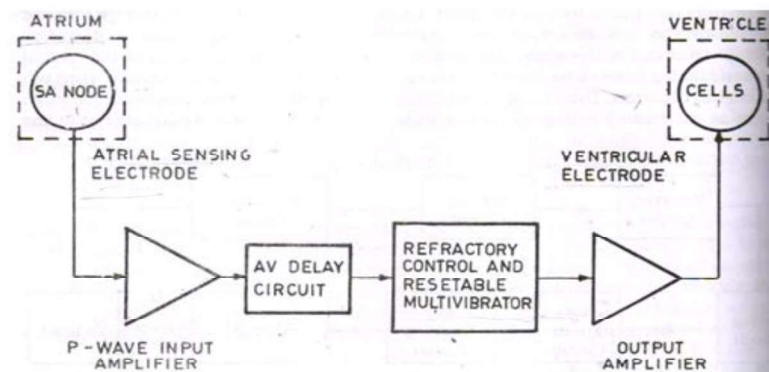 ATRIUM
VENTRICLE
SA NODE
CELLS
ATRIAL SENSING
ELECTRODE
VENTRICULAR
ELECTRODE
AV DELAY
CIRCUIT
REFRACTORY
CONTROL AND
RESETABLE
MULTIVIBRATOR
P-WAVE INPUT
AMPLIFIER
OUTPUT
AMPLIFIER